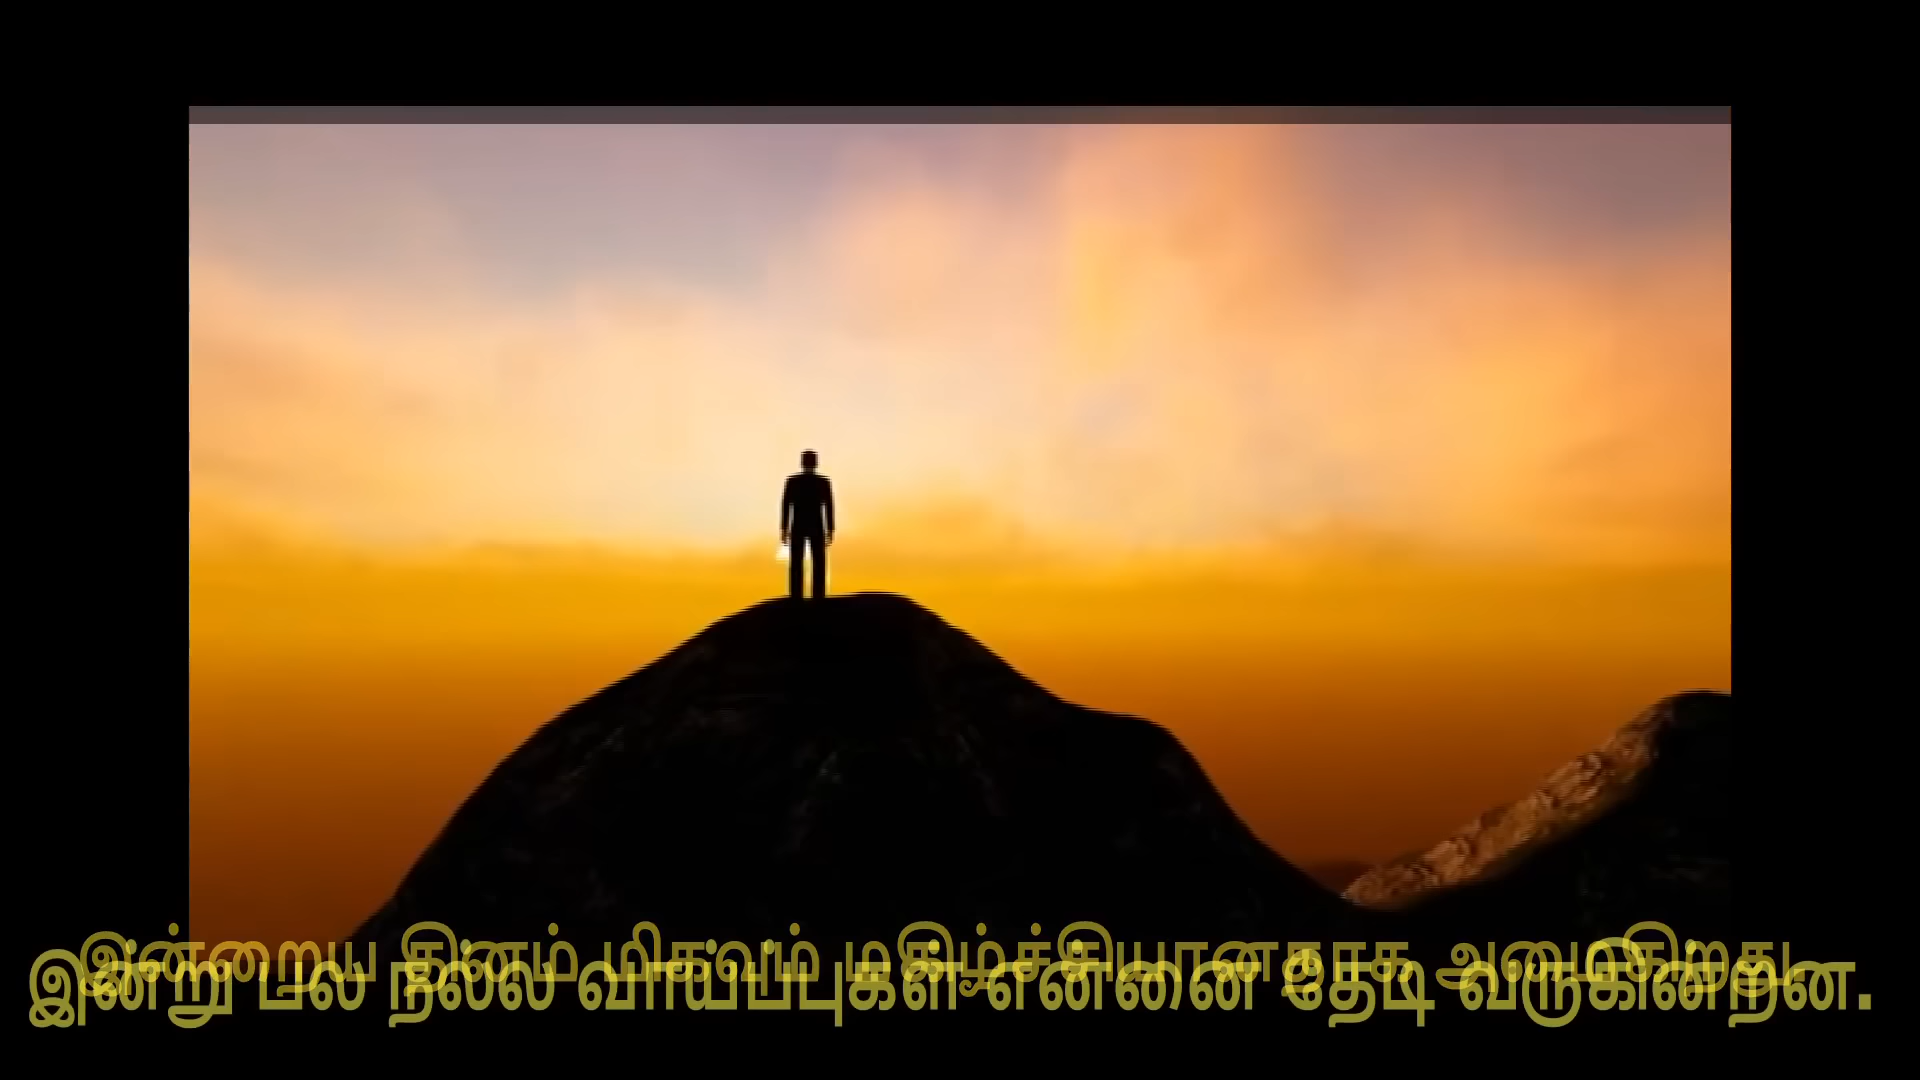 இன்றைய தினம் மிகவும் மகிழ்ச்சியானதாக அமைகிறது
இன்று பல நல்ல வாய்ப்புகள் என்னை தேடி வருகின்றன.